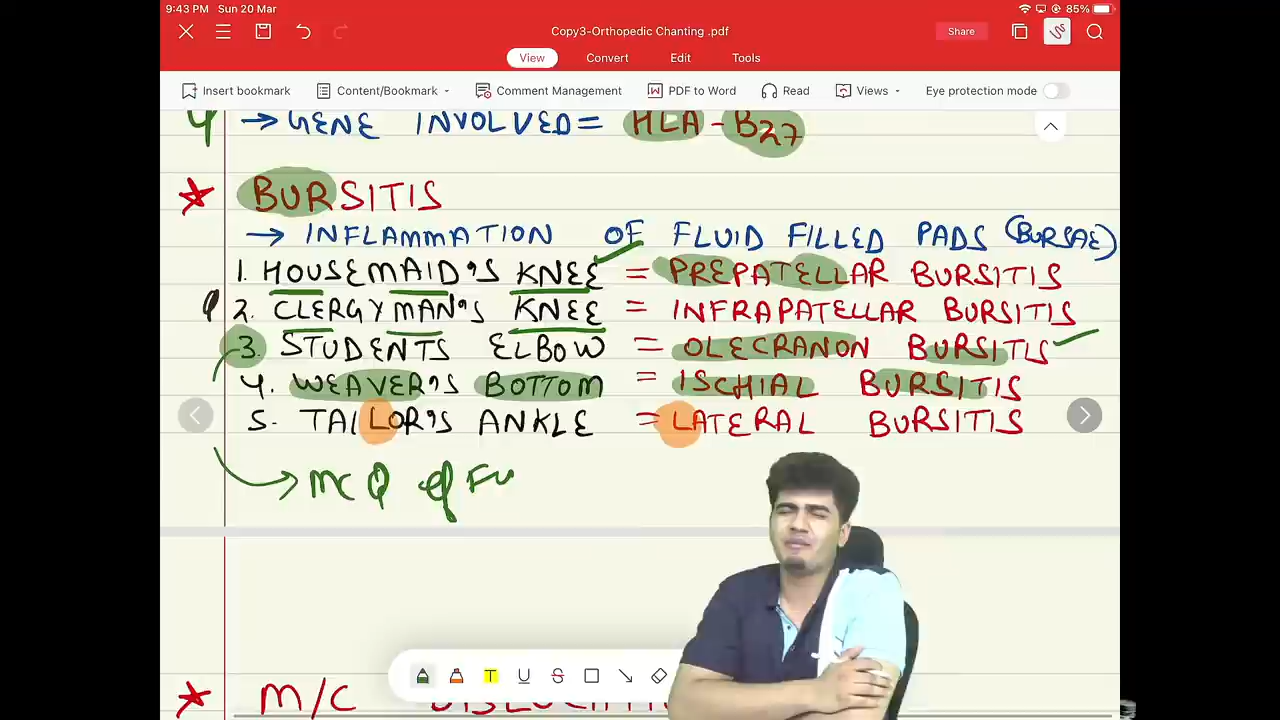 9:43 PM Sun 20 Mar 85%
Copy3-Orthopedic Chanting .pdf
Share
View Convert Edit Tools
Insert bookmark Content/Bookmark Comment Management PDF to Word Read Views Eye protection mode
→ GENE INVOLVED = HLA - B27
★ BURSITIS
→ INFLAMMATION OF FLUID FILLED PADS (BURSAE)
1. HOUSEMAID'S KNEE = PREPATELLAR BURSITIS
2. CLERGYMAN'S KNEE = INFRAPATELLAR BURSITIS
3. STUDENTS ELBOW = OLECRANON BURSITIS
4. WEAVER'S BOTTOM = ISCHIAL BURSITIS
5. TAILOR'S ANKLE = LATERAL BURSITIS
→ MCQ of
★ M/C